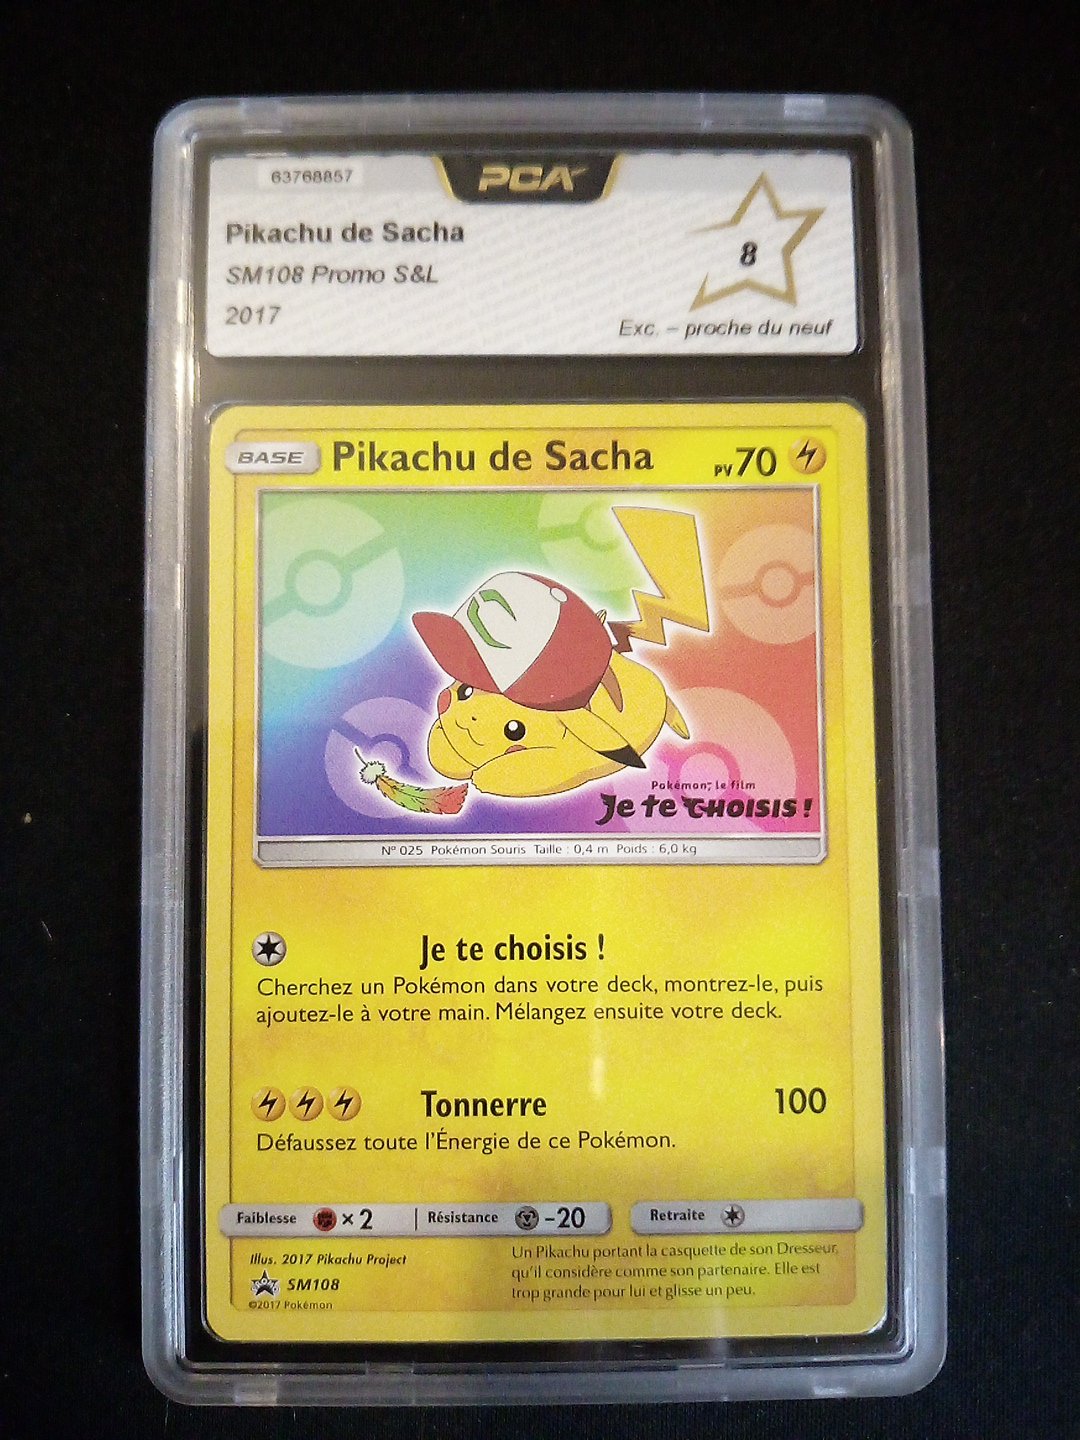 63768857
PCA
Pikachu de Sacha
SM108 Promo S&L
2017
8
Exc. – proche du neuf
BASE
Pikachu de Sacha
PV 70
Pokémon, le film
Je te CHOISIS !
N° 025 Pokémon Souris Taille : 0,4 m Poids : 6,0 kg
Je te choisis !
Cherchez un Pokémon dans votre deck, montrez-le, puis
ajoutez-le à votre main. Mélangez ensuite votre deck.
Tonnerre 100
Défaussez toute l'Énergie de ce Pokémon.
Faiblesse ×2 Résistance -20 Retraite
Illus. 2017 Pikachu Project
SM108
©2017 Pokémon
Un Pikachu portant la casquette de son Dresseur,
qu'il considère comme son partenaire. Elle est
trop grande pour lui et glisse un peu.